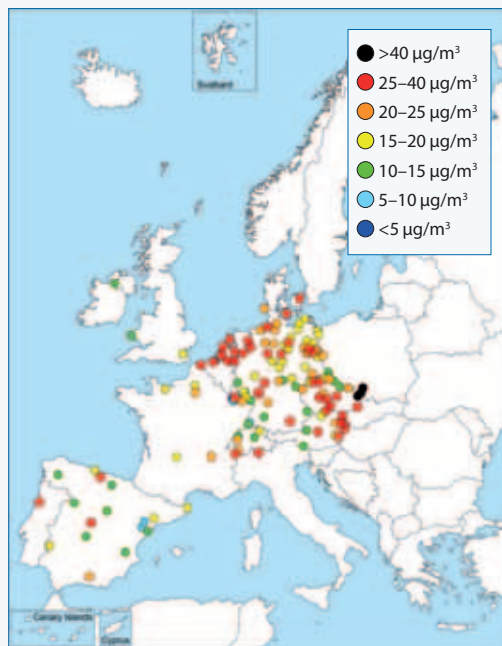 Svalbard
>40 μg/m³
25–40 μg/m³
20–25 μg/m³
15–20 μg/m³
10–15 μg/m³
5–10 μg/m³
<5 μg/m³
Canary Islands
Cyprus